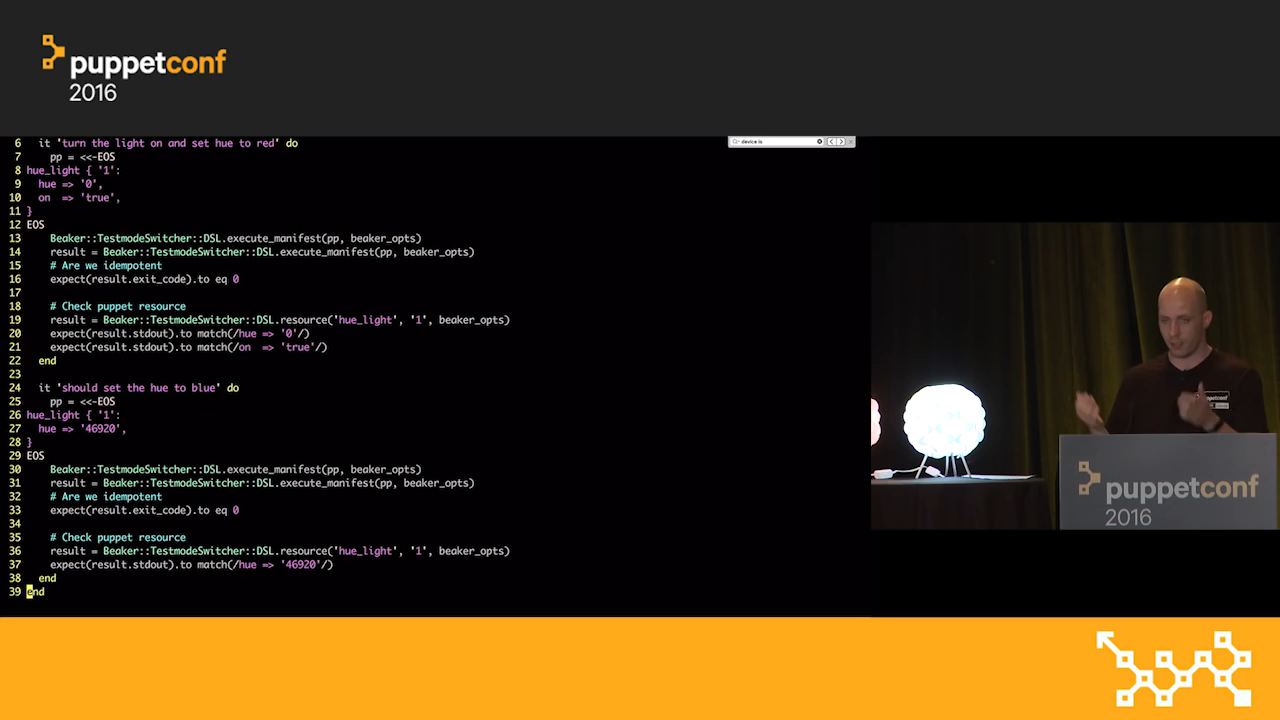 puppetconf
2016
device is
6 it 'turn the light on and set hue to red' do
7 pp = <<-EOS
8 hue_light { '1':
9 hue => '0',
10 on => 'true',
11 }
12 EOS
13 Beaker::TestmodeSwitcher::DSL.execute_manifest(pp, beaker_opts)
14 result = Beaker::TestmodeSwitcher::DSL.execute_manifest(pp, beaker_opts)
15 # Are we idempotent
16 expect(result.exit_code).to eq 0
17
18 # Check puppet resource
19 result = Beaker::TestmodeSwitcher::DSL.resource('hue_light', '1', beaker_opts)
20 expect(result.stdout).to match(/hue => '0'/)
21 expect(result.stdout).to match(/on => 'true'/)
22 end
23
24 it 'should set the hue to blue' do
25 pp = <<-EOS
26 hue_light { '1':
27 hue => '46920',
28 }
29 EOS
30 Beaker::TestmodeSwitcher::DSL.execute_manifest(pp, beaker_opts)
31 result = Beaker::TestmodeSwitcher::DSL.execute_manifest(pp, beaker_opts)
32 # Are we idempotent
33 expect(result.exit_code).to eq 0
34
35 # Check puppet resource
36 result = Beaker::TestmodeSwitcher::DSL.resource('hue_light', '1', beaker_opts)
37 expect(result.stdout).to match(/hue => '46920'/)
38 end
39 end
puppetconf
puppetconf
2016